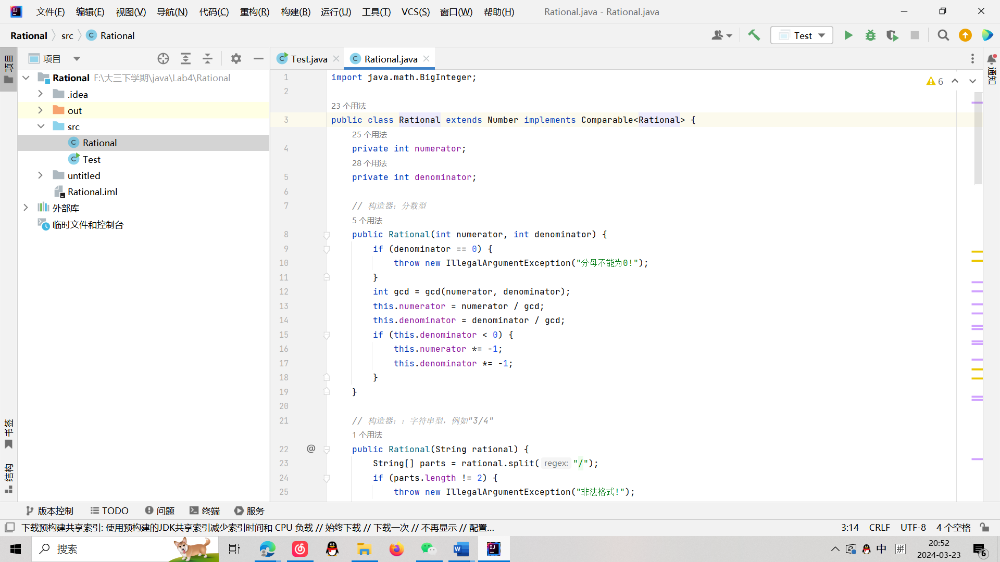 文件(F) 编辑(E) 视图(V) 导航(N) 代码(C) 重构(R) 构建(B) 运行(U) 工具(T) VCS(S) 窗口(W) 帮助(H) Rational.java - Rational.java
Rational src Rational Test
项目
项目
Test.java Rational.java
通知
Rational F:\大三下学期\java\Lab4\Rational
.idea
out
src
Rational
Test
untitled
Rational.iml
外部库
临时文件和控制台
6
1 import java.math.BigInteger;
2
23 个用法
3 public class Rational extends Number implements Comparable<Rational> {
25 个用法
4 private int numerator;
28 个用法
5 private int denominator;
6
7 // 构造器：分数型
5 个用法
8 public Rational(int numerator, int denominator) {
9 if (denominator == 0) {
10 throw new IllegalArgumentException("分母不能为0!");
11 }
12 int gcd = gcd(numerator, denominator);
13 this.numerator = numerator / gcd;
14 this.denominator = denominator / gcd;
15 if (this.denominator < 0) {
16 this.numerator *= -1;
17 this.denominator *= -1;
18 }
19 }
20
21 // 构造器：：字符串型，例如"3/4"
1 个用法
22 @ public Rational(String rational) {
23 String[] parts = rational.split( regex: "/");
24 if (parts.length != 2) {
25 throw new IllegalArgumentException("非法格式!");
书签
结构
版本控制 TODO 问题 终端 服务
下载预构建共享索引: 使用预构建的JDK共享索引减少索引时间和 CPU 负载 // 始终下载 // 下载一次 // 不再显示 // 配置... 3:14 CRLF UTF-8 4 个空格
搜索 中 拼 20:52
2024-03-23 6